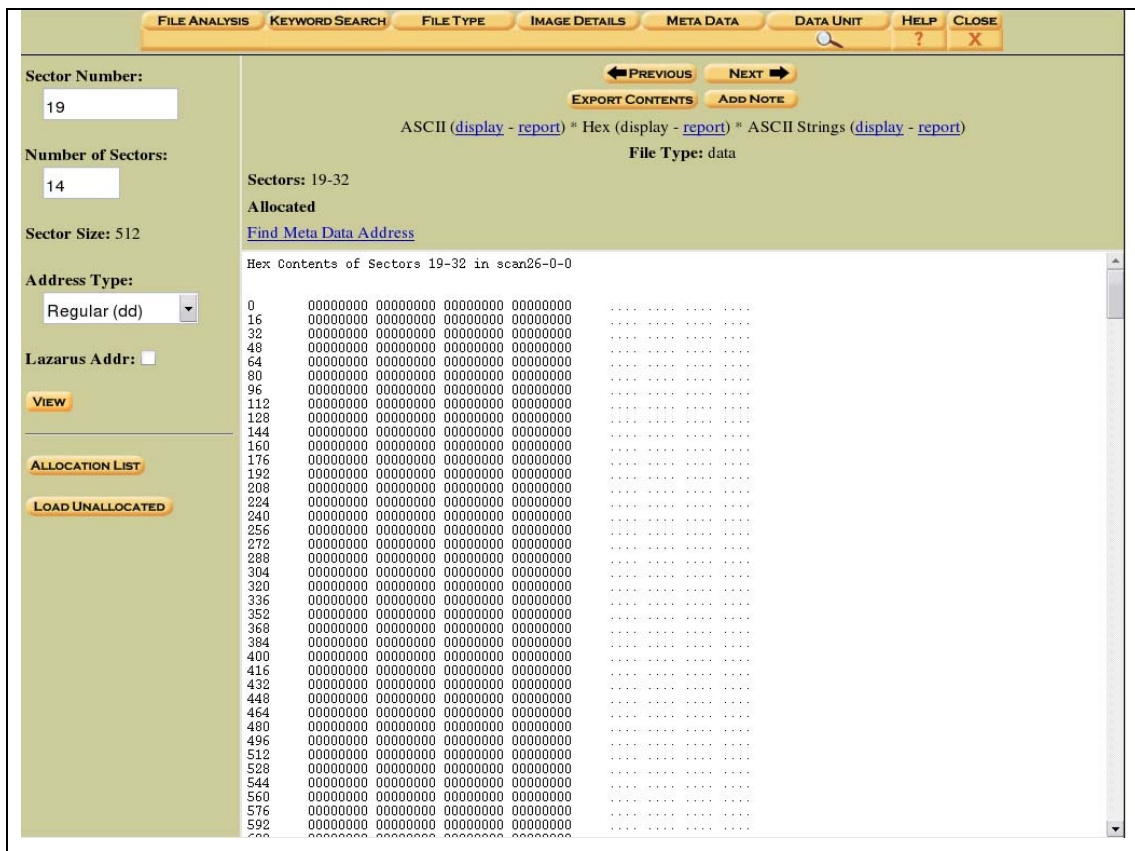 FILE ANALYSIS KEYWORD SEARCH FILE TYPE IMAGE DETAILS META DATA DATA UNIT HELP CLOSE
? X
Sector Number:
19
Number of Sectors:
14
Sector Size: 512
Address Type:
Regular (dd)
Lazarus Addr:
VIEW
ALLOCATION LIST
LOAD UNALLOCATED
PREVIOUS NEXT
EXPORT CONTENTS ADD NOTE
ASCII (display - report) * Hex (display - report) * ASCII Strings (display - report)
File Type: data
Sectors: 19-32
Allocated
Find Meta Data Address
Hex Contents of Sectors 19-32 in scan26-0-0
0 00000000 00000000 00000000 00000000 .... .... .... ....
16 00000000 00000000 00000000 00000000 .... .... .... ....
32 00000000 00000000 00000000 00000000 .... .... .... ....
48 00000000 00000000 00000000 00000000 .... .... .... ....
64 00000000 00000000 00000000 00000000 .... .... .... ....
80 00000000 00000000 00000000 00000000 .... .... .... ....
96 00000000 00000000 00000000 00000000 .... .... .... ....
112 00000000 00000000 00000000 00000000 .... .... .... ....
128 00000000 00000000 00000000 00000000 .... .... .... ....
144 00000000 00000000 00000000 00000000 .... .... .... ....
160 00000000 00000000 00000000 00000000 .... .... .... ....
176 00000000 00000000 00000000 00000000 .... .... .... ....
192 00000000 00000000 00000000 00000000 .... .... .... ....
208 00000000 00000000 00000000 00000000 .... .... .... ....
224 00000000 00000000 00000000 00000000 .... .... .... ....
240 00000000 00000000 00000000 00000000 .... .... .... ....
256 00000000 00000000 00000000 00000000 .... .... .... ....
272 00000000 00000000 00000000 00000000 .... .... .... ....
288 00000000 00000000 00000000 00000000 .... .... .... ....
304 00000000 00000000 00000000 00000000 .... .... .... ....
320 00000000 00000000 00000000 00000000 .... .... .... ....
336 00000000 00000000 00000000 00000000 .... .... .... ....
352 00000000 00000000 00000000 00000000 .... .... .... ....
368 00000000 00000000 00000000 00000000 .... .... .... ....
384 00000000 00000000 00000000 00000000 .... .... .... ....
400 00000000 00000000 00000000 00000000 .... .... .... ....
416 00000000 00000000 00000000 00000000 .... .... .... ....
432 00000000 00000000 00000000 00000000 .... .... .... ....
448 00000000 00000000 00000000 00000000 .... .... .... ....
464 00000000 00000000 00000000 00000000 .... .... .... ....
480 00000000 00000000 00000000 00000000 .... .... .... ....
496 00000000 00000000 00000000 00000000 .... .... .... ....
512 00000000 00000000 00000000 00000000 .... .... .... ....
528 00000000 00000000 00000000 00000000 .... .... .... ....
544 00000000 00000000 00000000 00000000 .... .... .... ....
560 00000000 00000000 00000000 00000000 .... .... .... ....
576 00000000 00000000 00000000 00000000 .... .... .... ....
592 00000000 00000000 00000000 00000000 .... .... .... ....